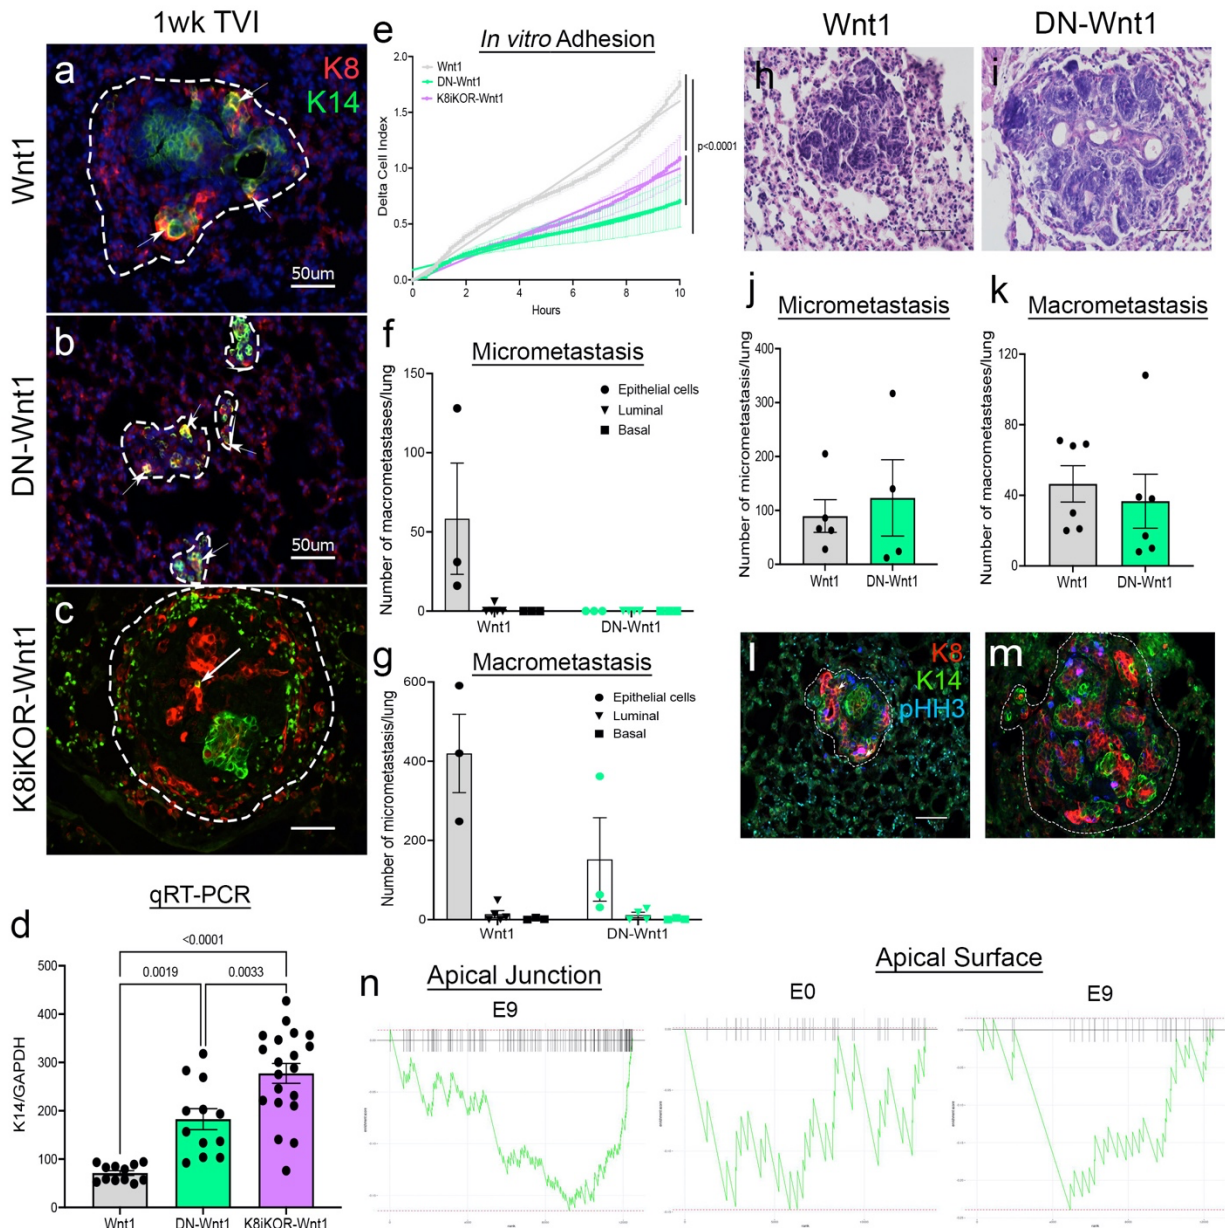 1wk TVI
Wnt1
DN-Wnt1
K8iKOR-Wnt1
a
K8
K14
50um
b
50um
c
qRT-PCR
d
<0.0001
0.0019
0.0033
K14/GAPDH
500
400
300
200
100
0
Wnt1
DN-Wnt1
K8iKOR-Wnt1
e
In vitro Adhesion
Wnt1
DN-Wnt1
K8iKOR-Wnt1
Delta Cell Index
2.0
1.5
1.0
0.5
0.0
0
2
4
6
8
10
Hours
p<0.0001
f
Micrometastasis
Number of macrometastases/lung
150
100
50
0
Epithelial cells
Luminal
Basal
Wnt1
DN-Wnt1
g
Macrometastasis
Number of micrometastasis/lung
600
400
200
0
Epithelial cells
Luminal
Basal
Wnt1
DN-Wnt1
Wnt1
DN-Wnt1
h
i
j
Micrometastasis
Number of micrometastasis/lung
400
300
200
100
0
Wnt1
DN-Wnt1
k
Macrometastasis
Number of macrometastases/lung
120
80
40
0
Wnt1
DN-Wnt1
l
K8
K14
pHH3
m
n
Apical Junction
E9
Apical Surface
E0
E9